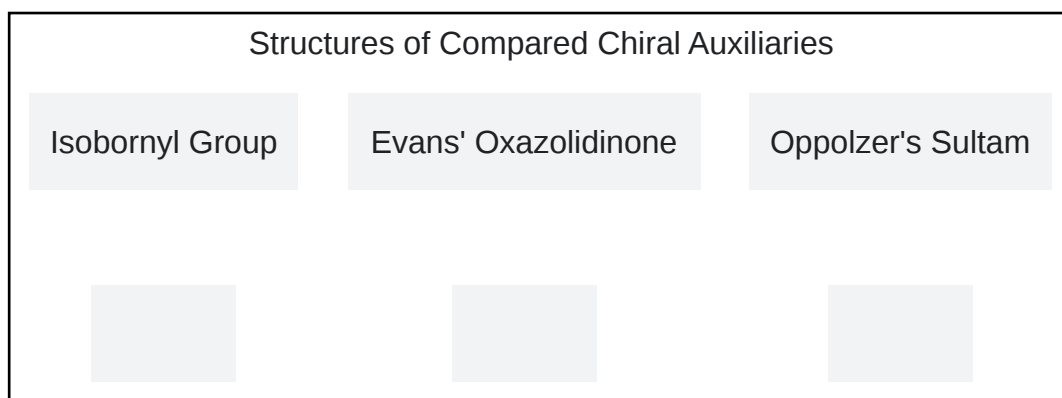 Structures of Compared Chiral Auxiliaries
Isobornyl Group
Evans' Oxazolidinone
Oppolzer's Sultam